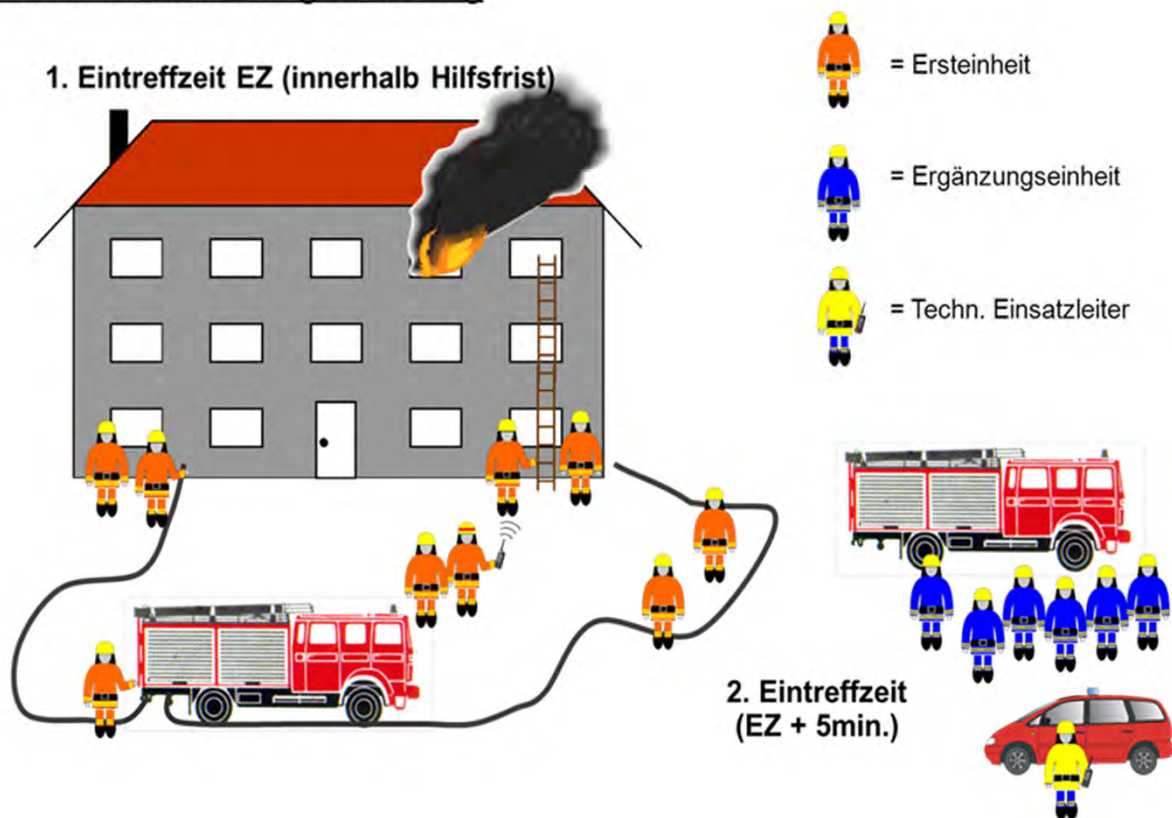 1. Eintreffzeit EZ (innerhalb Hilfsfrist)
= Ersteinheit
= Ergänzungseinheit
= Techn. Einsatzleiter
2. Eintreffzeit
(EZ + 5min.)